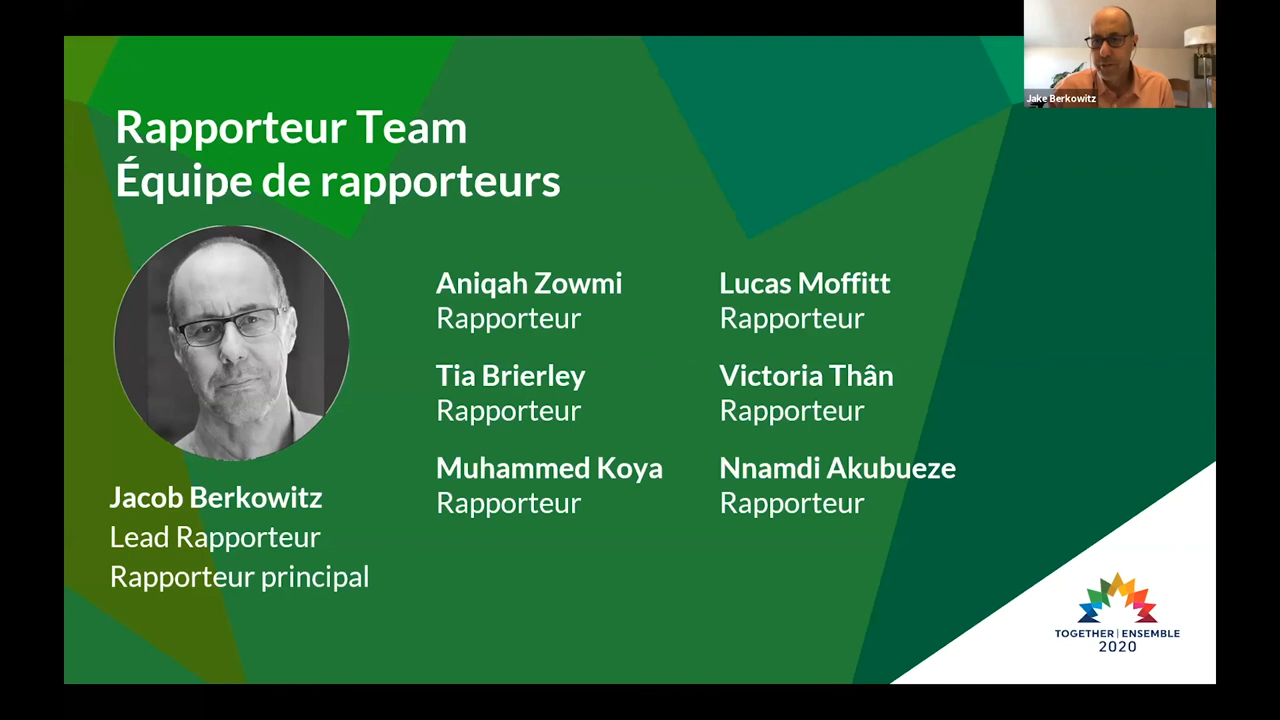 Jake Berkowitz
Rapporteur Team
Équipe de rapporteurs
Jacob Berkowitz
Lead Rapporteur
Rapporteur principal
Aniqah Zowmi
Rapporteur
Tia Brierley
Rapporteur
Muhammed Koya
Rapporteur
Lucas Moffitt
Rapporteur
Victoria Thân
Rapporteur
Nnamdi Akubueze
Rapporteur
TOGETHER | ENSEMBLE
2020